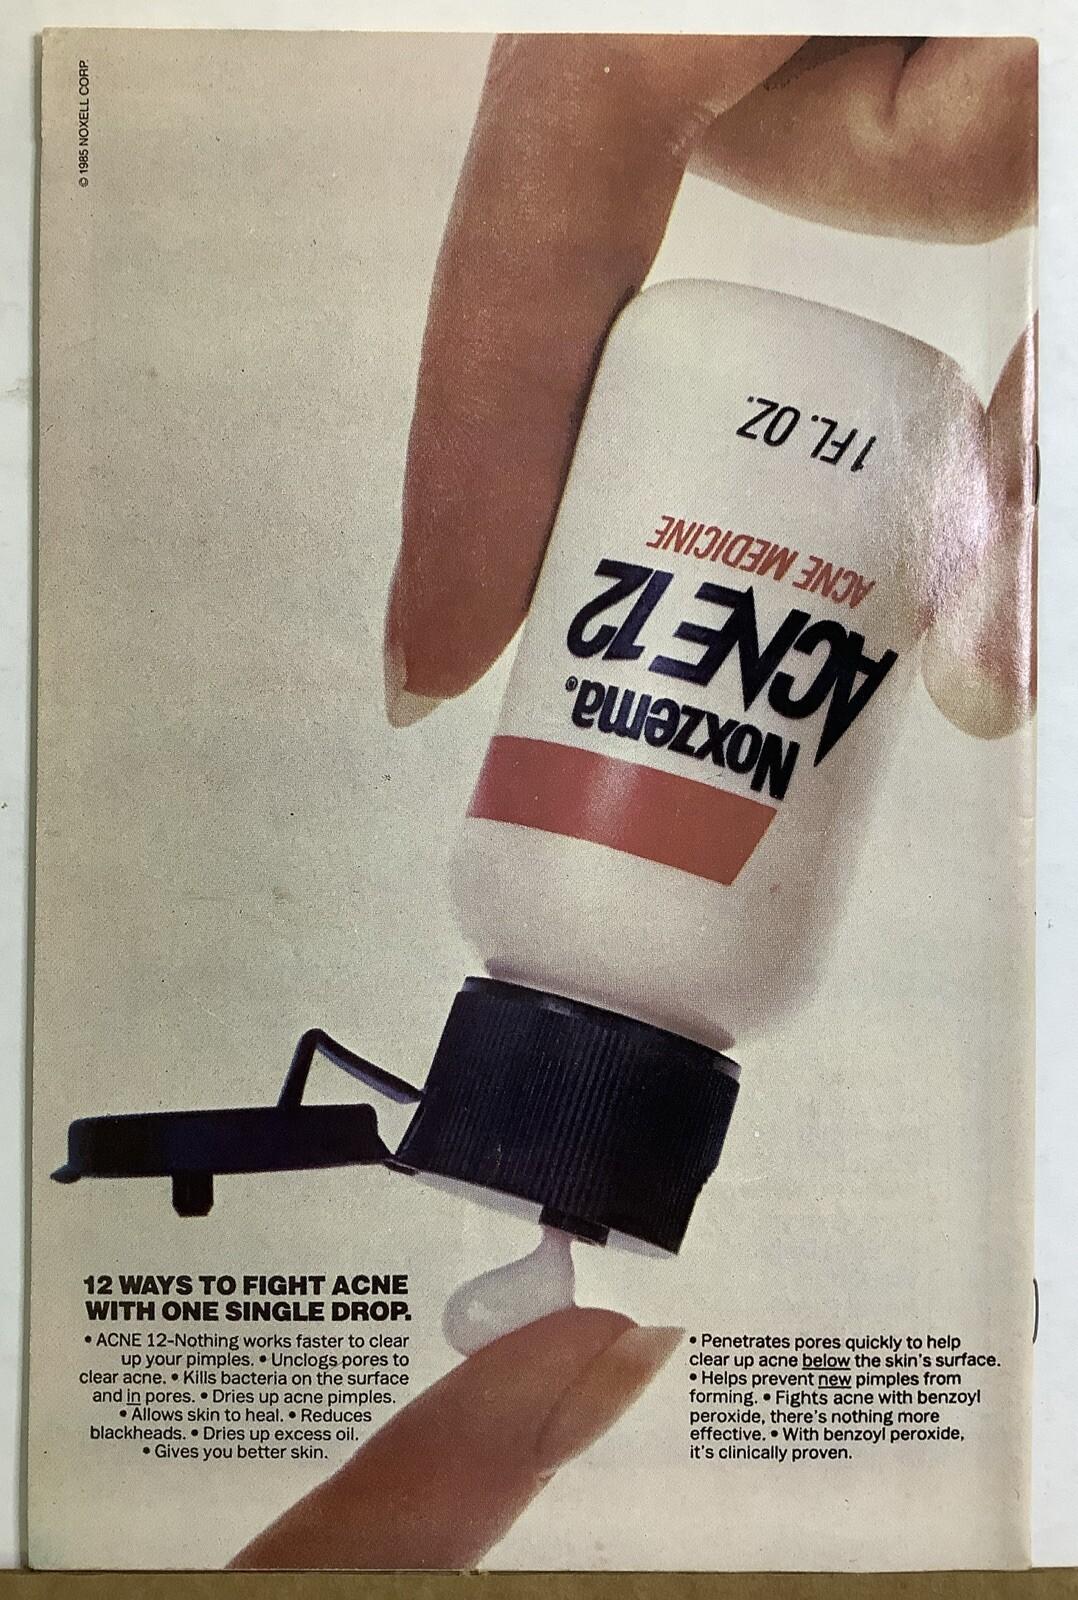 © 1985 NOXELL CORP.
1 FL. OZ.
ACNE MEDICINE
ACNE 12
Noxzema®
12 WAYS TO FIGHT ACNE
WITH ONE SINGLE DROP.
• ACNE 12-Nothing works faster to clear
up your pimples. • Unclogs pores to
clear acne. • Kills bacteria on the surface
and in pores. • Dries up acne pimples.
• Allows skin to heal. • Reduces
blackheads. • Dries up excess oil.
• Gives you better skin.
• Penetrates pores quickly to help
clear up acne below the skin's surface.
• Helps prevent new pimples from
forming. • Fights acne with benzoyl
peroxide, there's nothing more
effective. • With benzoyl peroxide,
it's clinically proven.